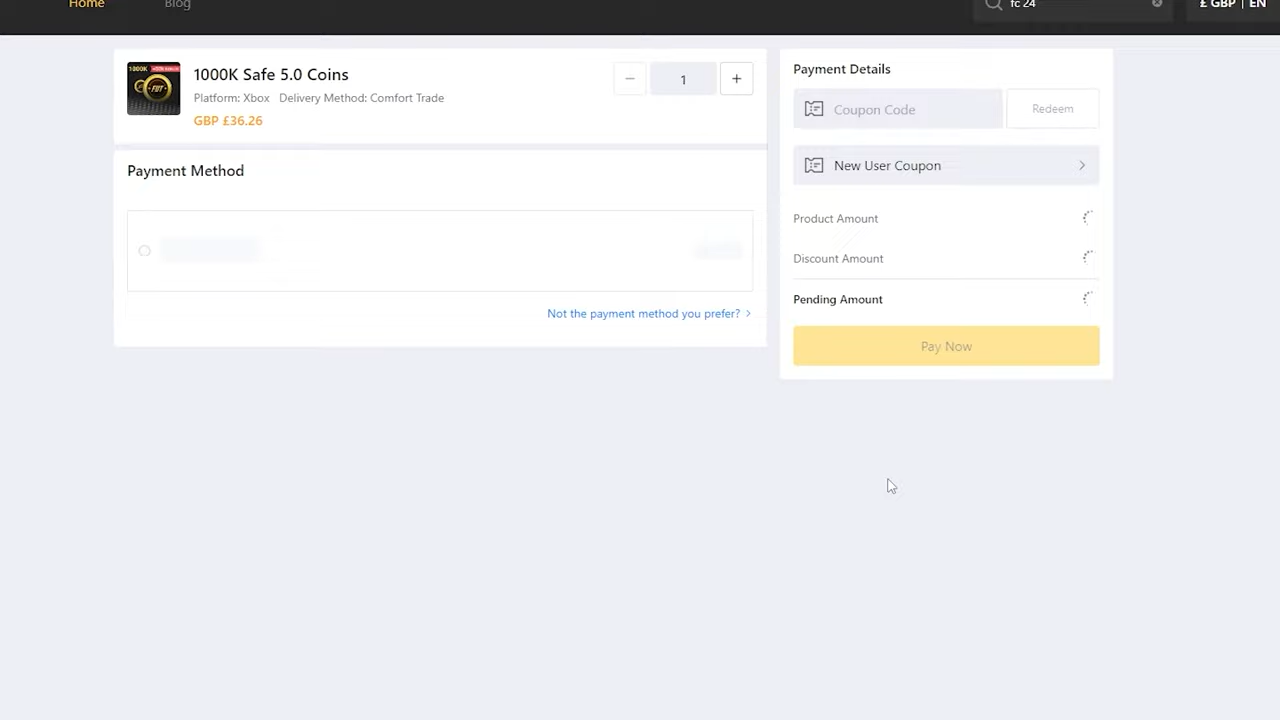 Home
Blog
fc 24
£ GBP | EN
1000K
FUT
1000K Safe 5.0 Coins
Platform: Xbox Delivery Method: Comfort Trade
GBP £36.26
1
Payment Method
Not the payment method you prefer?
Payment Details
Coupon Code
Redeem
New User Coupon
Product Amount
Discount Amount
Pending Amount
Pay Now